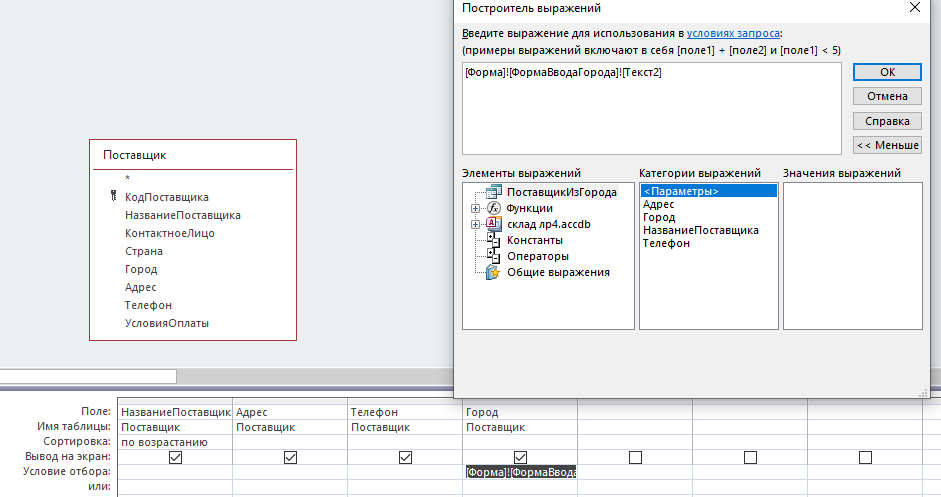 Построитель выражений
Введите выражение для использования в условиях запроса:
(примеры выражений включают в себя [поле1] + [поле2] и [поле1] < 5)
[Форма]![ФормаВводаГорода]![Текст2]
ОК
Отмена
Справка
<< Меньше
Элементы выражений
Категории выражений
Значения выражений
ПоставщикИзГорода
Функции
склад лр4.accdb
Константы
Операторы
Общие выражения
<Параметры>
Адрес
Город
НазваниеПоставщика
Телефон
Поставщик
*
КодПоставщика
НазваниеПоставщика
КонтактноеЛицо
Страна
Город
Адрес
Телефон
УсловияОплаты
Поле: НазваниеПоставщик Адрес Телефон Город
Имя таблицы: Поставщик Поставщик Поставщик Поставщик
Сортировка: по возрастанию
Вывод на экран:
Условие отбора: [Форма]![ФормаВвода
или: